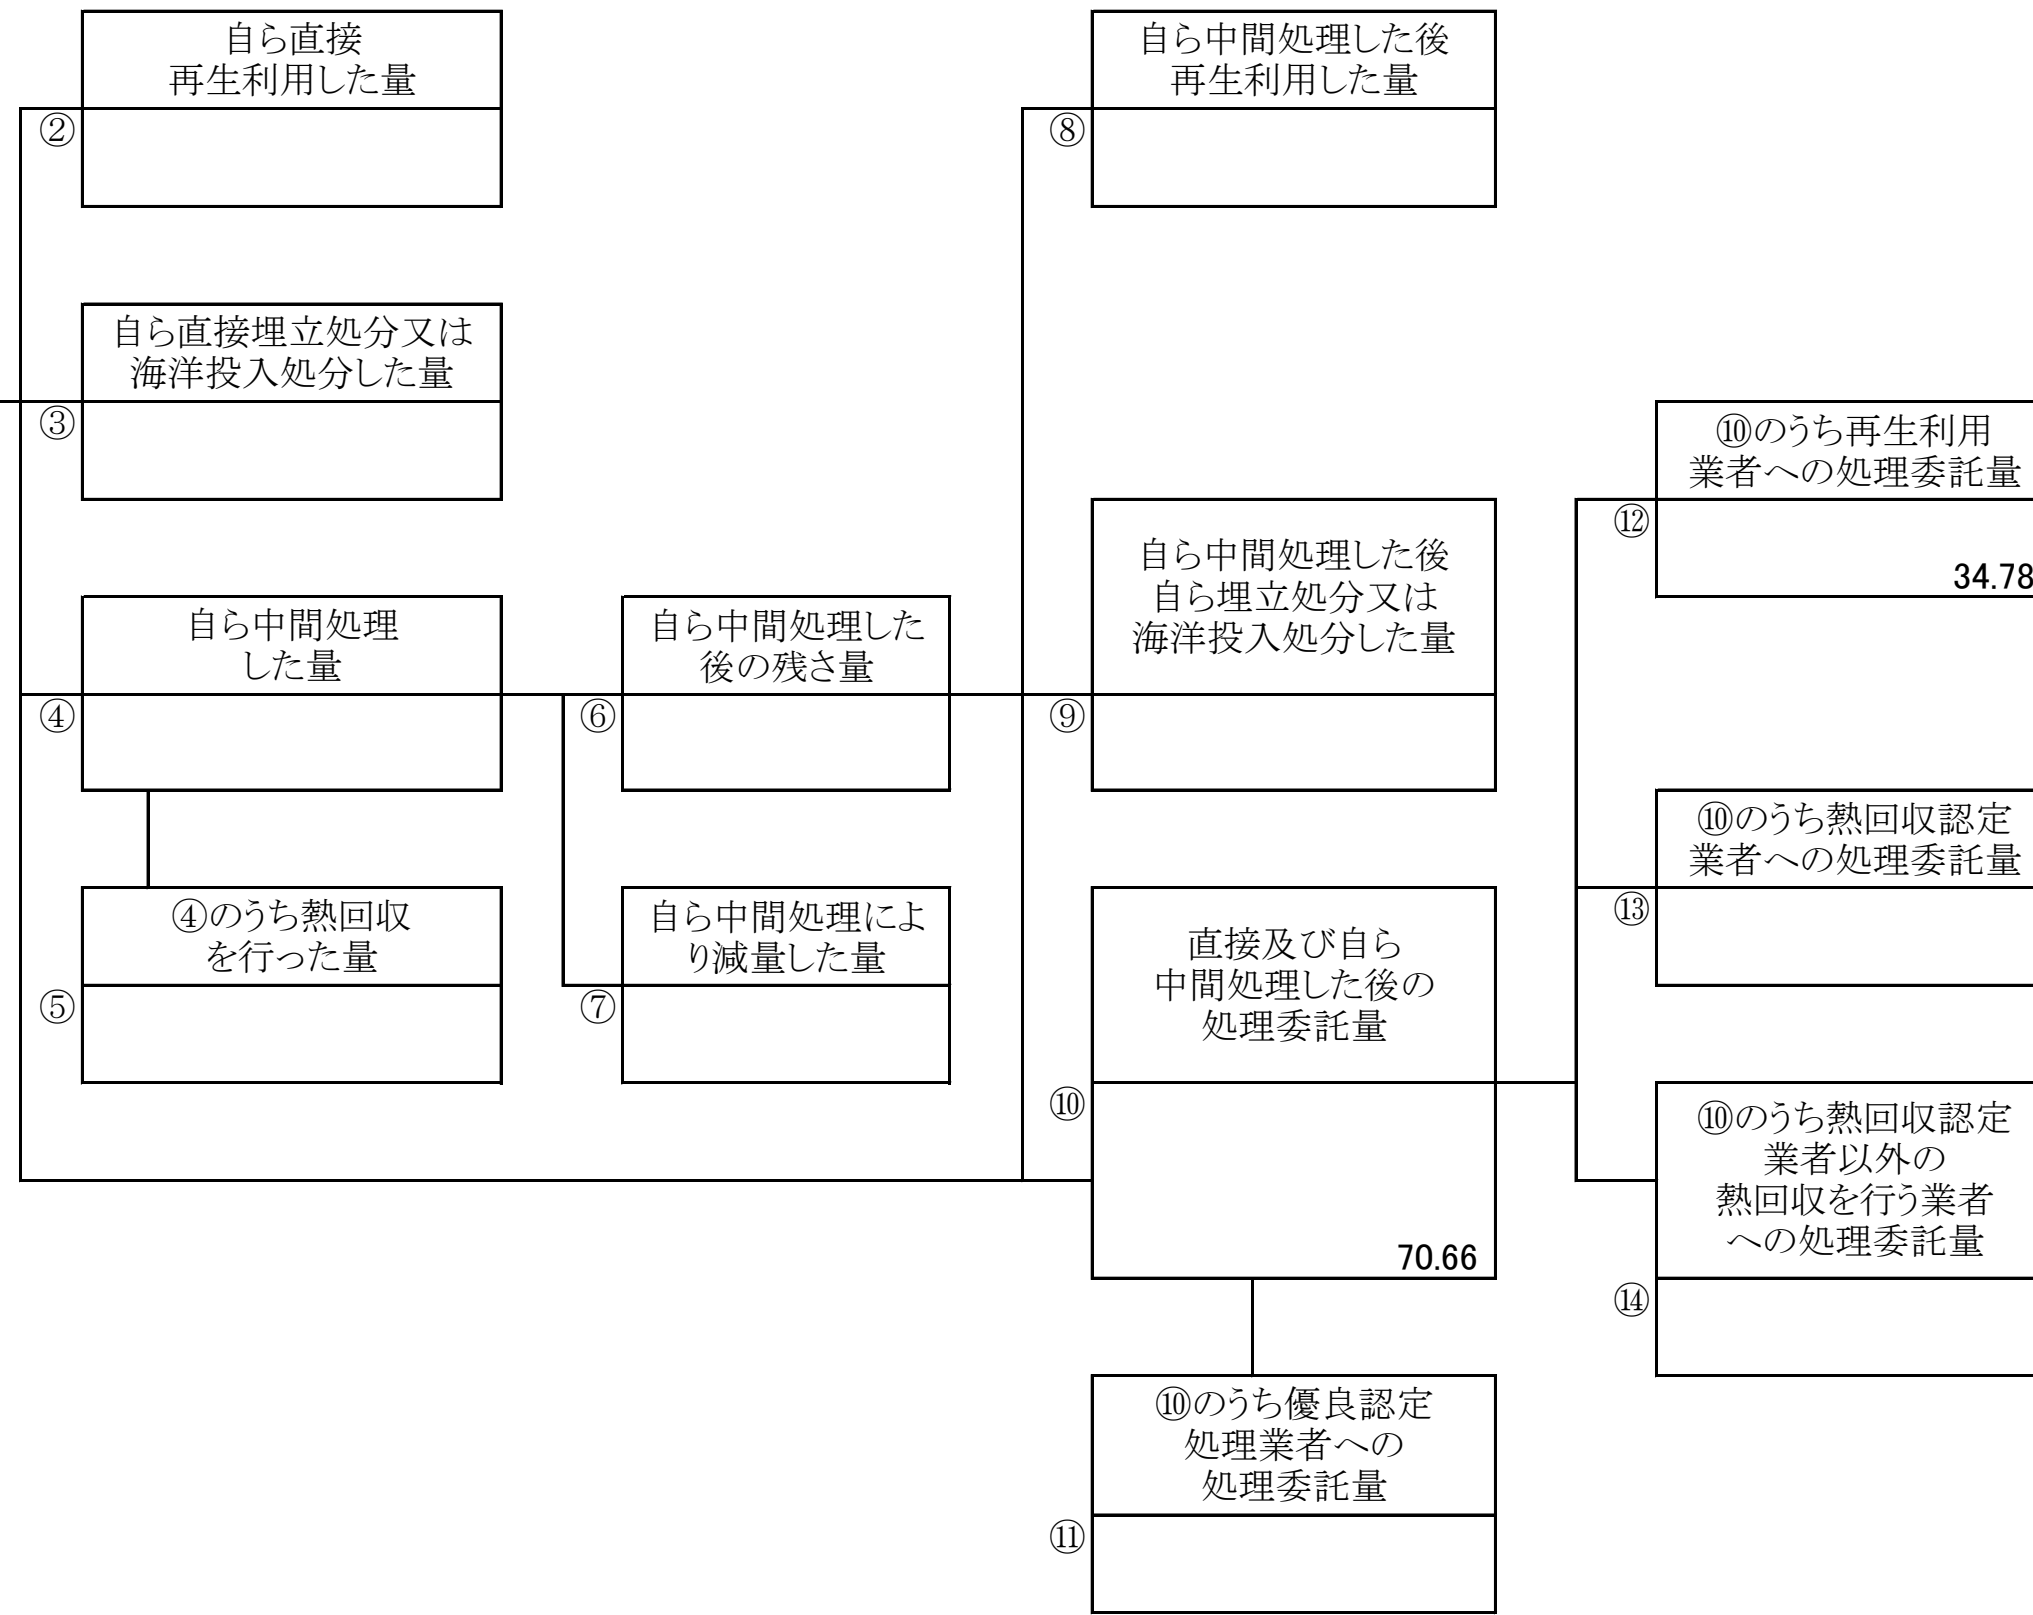 自ら直接
再生利用した量
②
自ら中間処理した後
再生利用した量
⑧
自ら直接埋立処分又は
海洋投入処分した量
③
⑩のうち再生利用
業者への処理委託量
⑫
34.78
自ら中間処理
した量
④
自ら中間処理した
後の残さ量
⑥
自ら中間処理した後
自ら埋立処分又は
海洋投入処分した量
⑨
⑩のうち熱回収認定
業者への処理委託量
⑬
④のうち熱回収
を行った量
⑤
自ら中間処理によ
り減量した量
⑦
直接及び自ら
中間処理した後の
処理委託量
⑩
70.66
⑩のうち熱回収認定
業者以外の
熱回収を行う業者
への処理委託量
⑭
⑩のうち優良認定
処理業者への
処理委託量
⑪